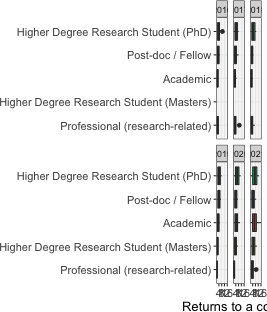 01 01 01
Higher Degree Research Student (PhD)
Post-doc / Fellow
Academic
Higher Degree Research Student (Masters)
Professional (research-related)
01 02 02
Higher Degree Research Student (PhD)
Post-doc / Fellow
Academic
Higher Degree Research Student (Masters)
Professional (research-related)
Returns to a co